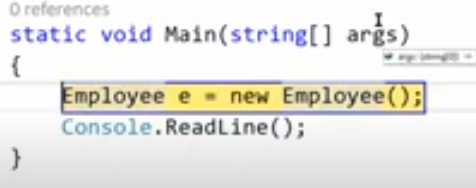 0 references
static void Main(string[] args)
{
Employee e = new Employee();
Console.ReadLine();
}